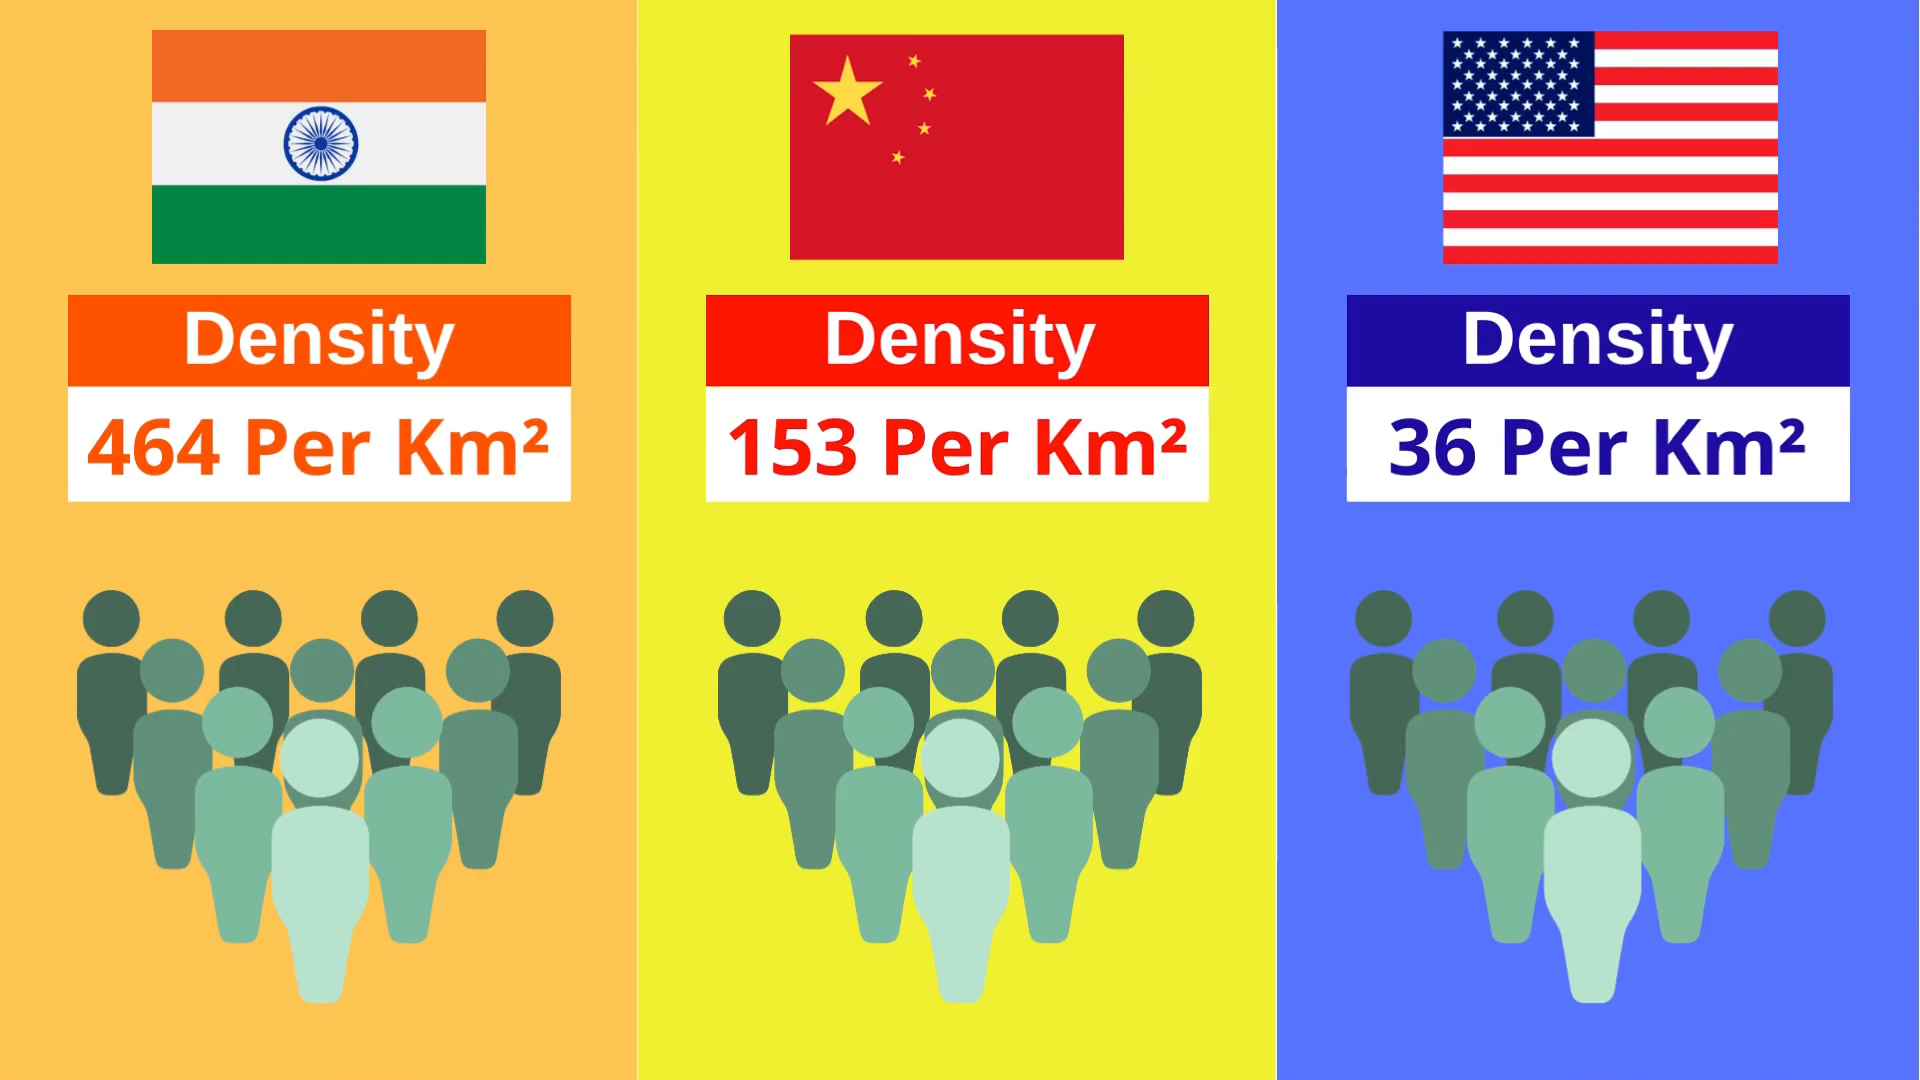 Density
464 Per Km²
Density
153 Per Km²
Density
36 Per Km²